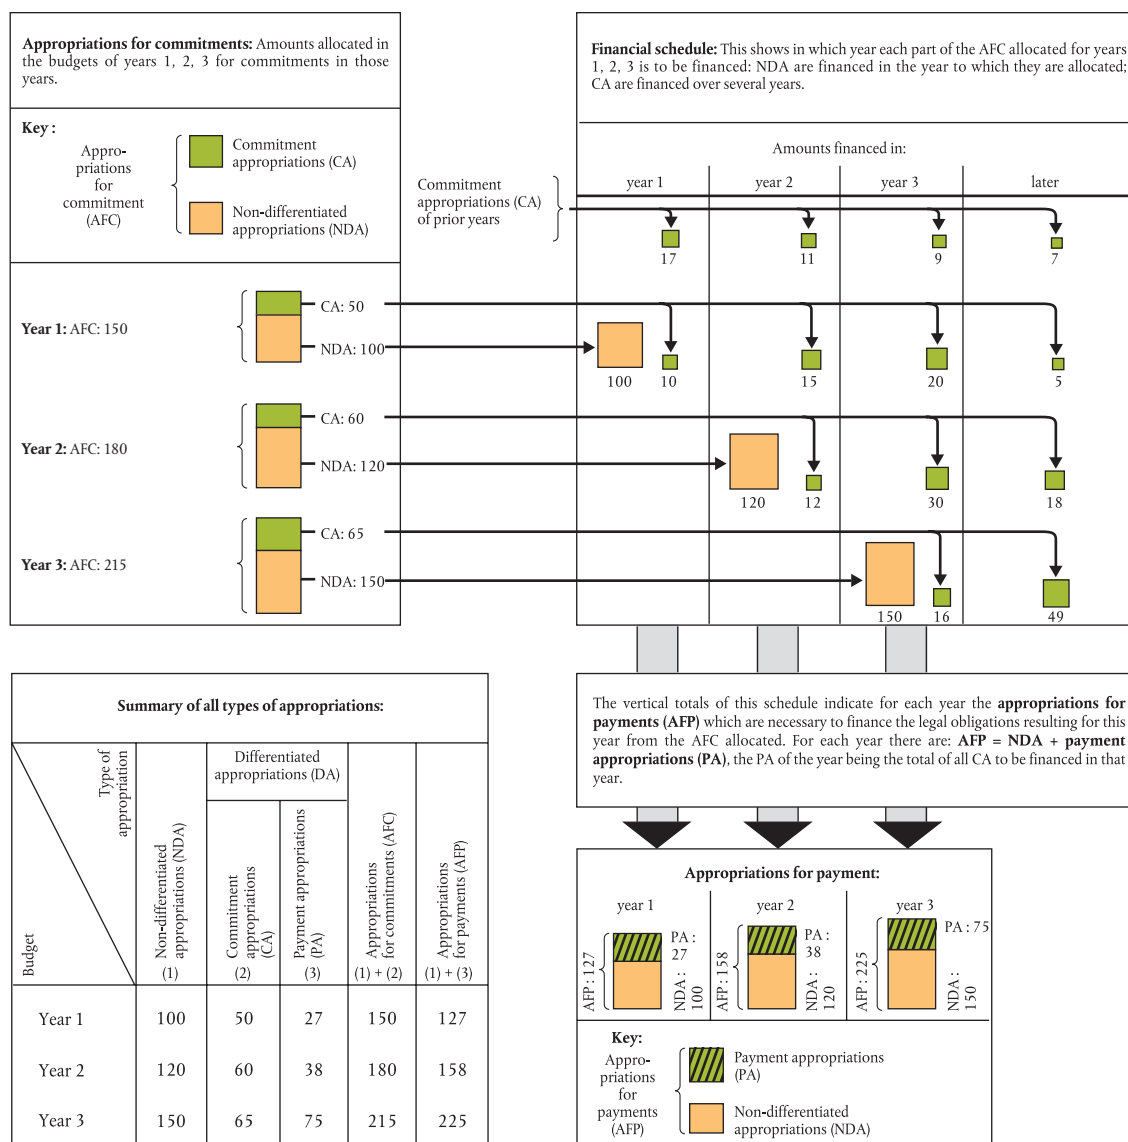 Appropriations for commitments: Amounts allocated in
the budgets of years 1, 2, 3 for commitments in those
years.
Key :
Appro-
priations
for
commitment
(AFC)
Commitment
appropriations (CA)
Non-differentiated
appropriations (NDA)
Financial schedule: This shows in which year each part of the AFC allocated for years
1, 2, 3 is to be financed: NDA are financed in the year to which they are allocated;
CA are financed over several years.
Amounts financed in:
year 1 year 2 year 3 later
Commitment
appropriations (CA)
of prior years
17 11 9 7
Year 1: AFC: 150
CA: 50
NDA: 100
100 10 15 20 5
Year 2: AFC: 180
CA: 60
NDA: 120
120 12 30 18
Year 3: AFC: 215
CA: 65
NDA: 150
150 16 49
Summary of all types of appropriations:
Type of
appropriation
Budget
Non-differentiated
appropriations (NDA)
(1)
Differentiated
appropriations (DA)
Commitment
appropriations
(CA)
(2)
Payment appropriations
(PA)
(3)
Appropriations
for commitments (AFC)
(1) + (2)
Appropriations
for payments (AFP)
(1) + (3)
Year 1 100 50 27 150 127
Year 2 120 60 38 180 158
Year 3 150 65 75 215 225
The vertical totals of this schedule indicate for each year the appropriations for
payments (AFP) which are necessary to finance the legal obligations resulting for this
year from the AFC allocated. For each year there are: AFP = NDA + payment
appropriations (PA), the PA of the year being the total of all CA to be financed in that
year.
Appropriations for payment:
year 1
AFP : 127
PA :
27
NDA :
100
year 2
AFP : 158
PA :
38
NDA :
120
year 3
AFP : 225
PA : 75
NDA :
150
Key:
Appro-
priations
for
payments
(AFP)
Payment appropriations
(PA)
Non-differentiated
appropriations (NDA)